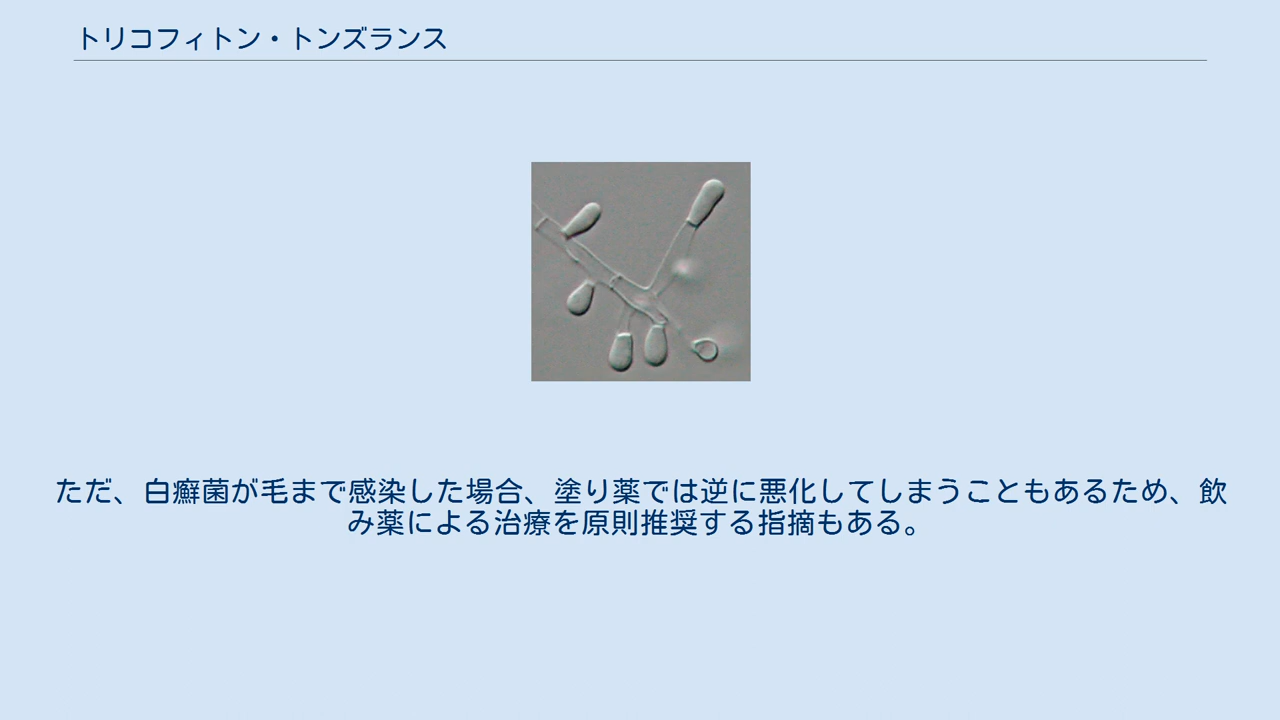 トリコフィトン・トンズランス
ただ、白癬菌が毛まで感染した場合、塗り薬では逆に悪化してしまうこともあるため、飲
み薬による治療を原則推奨する指摘もある。